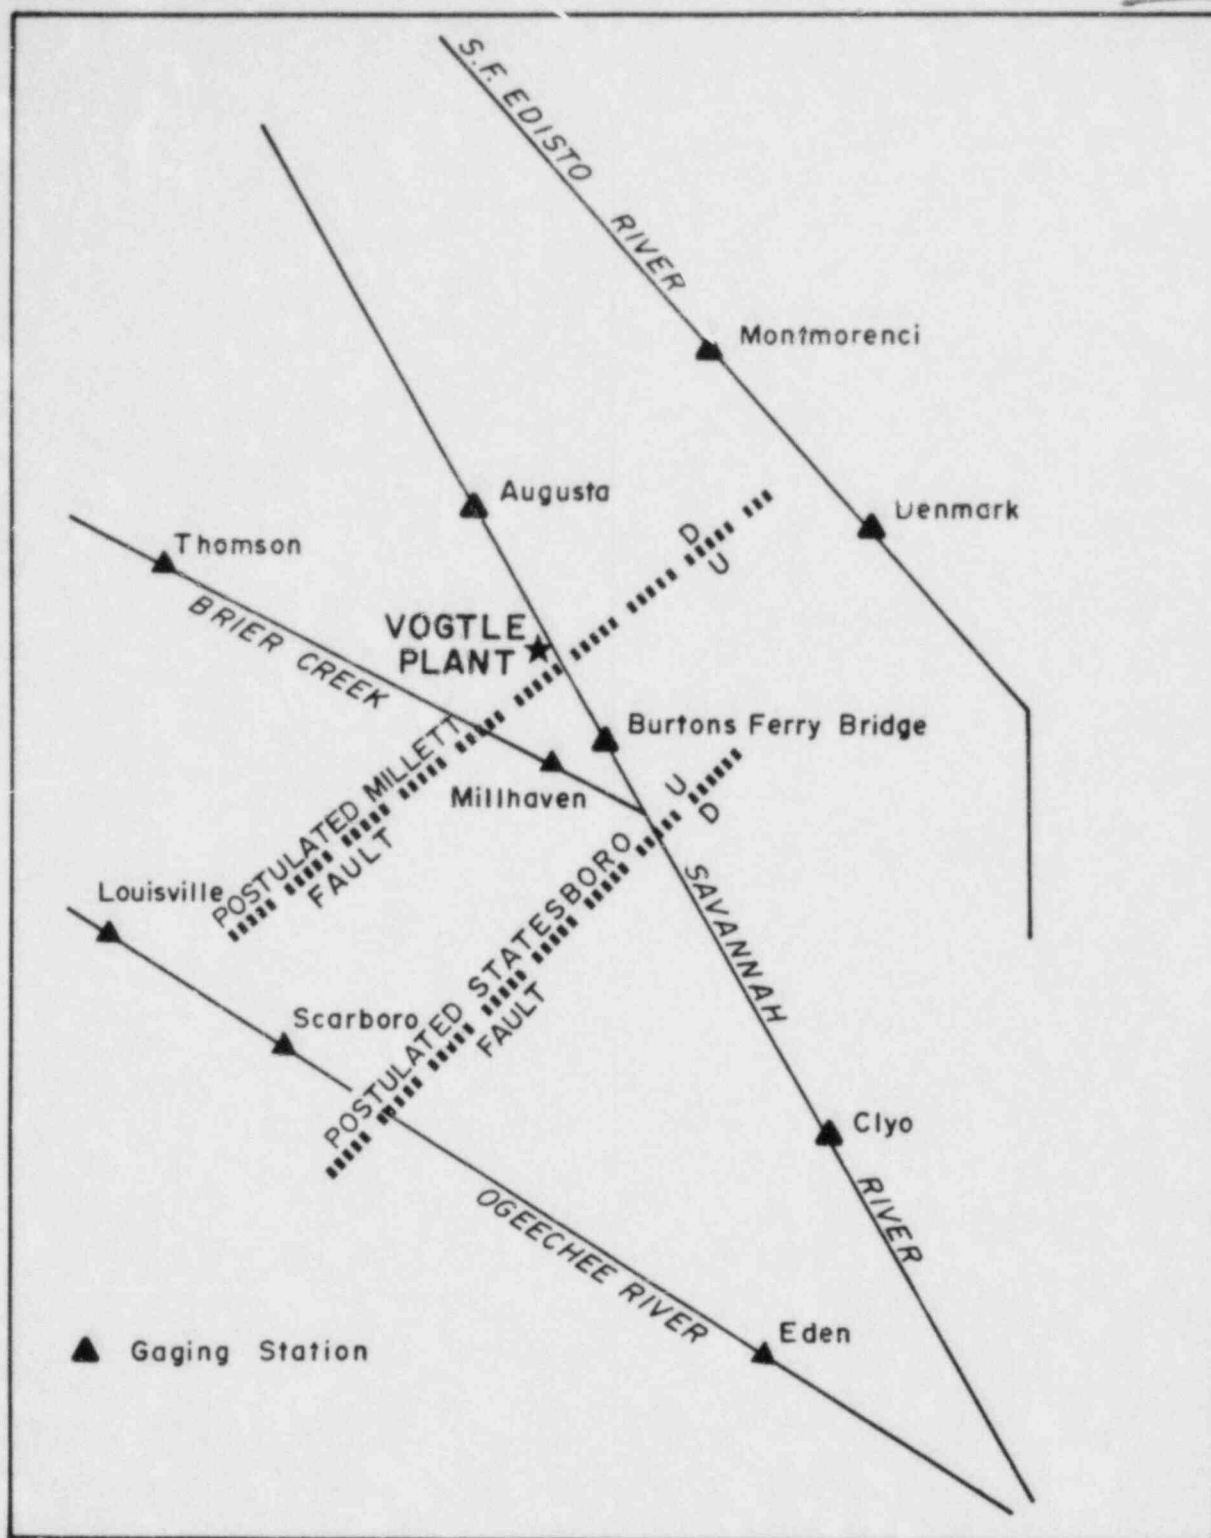 S.F. EDISTO RIVER
Montmorenci
Augusta
Denmark
D
U
Thomson
BRIER CREEK
VOGTLE
PLANT
Burtons Ferry Bridge
Millhaven
U
D
POSTULATED MILLETT
FAULT
Louisville
POSTULATED STATESBORO
FAULT
SAVANNAH RIVER
Scarboro
Clyo
OGEECHEE RIVER
Eden
Gaging Station